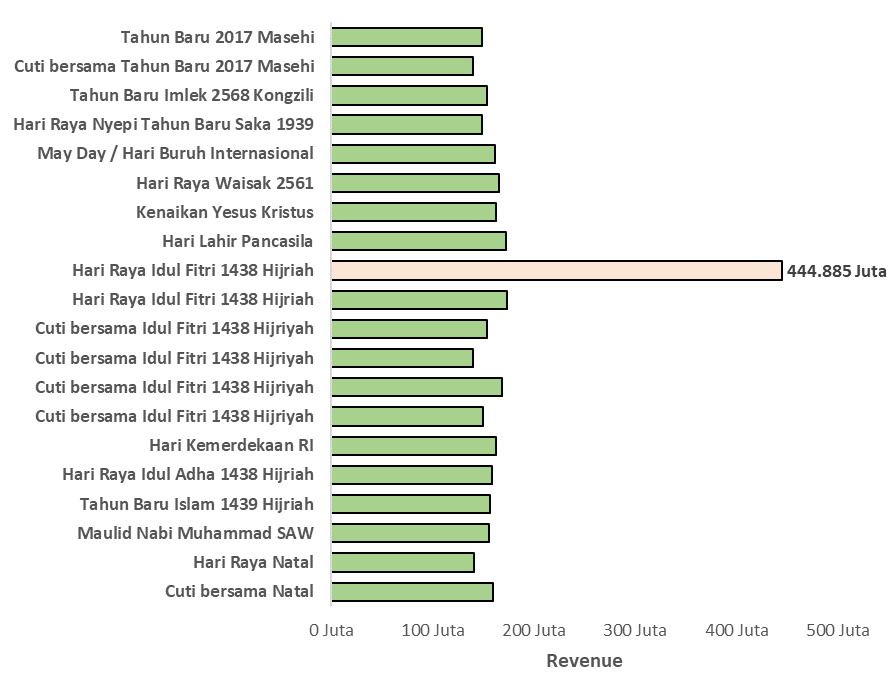 Tahun Baru 2017 Masehi
Cuti bersama Tahun Baru 2017 Masehi
Tahun Baru Imlek 2568 Kongzili
Hari Raya Nyepi Tahun Baru Saka 1939
May Day / Hari Buruh Internasional
Hari Raya Waisak 2561
Kenaikan Yesus Kristus
Hari Lahir Pancasila
Hari Raya Idul Fitri 1438 Hijriah 444.885 Juta
Hari Raya Idul Fitri 1438 Hijriah
Cuti bersama Idul Fitri 1438 Hijriyah
Cuti bersama Idul Fitri 1438 Hijriyah
Cuti bersama Idul Fitri 1438 Hijriyah
Cuti bersama Idul Fitri 1438 Hijriyah
Hari Kemerdekaan RI
Hari Raya Idul Adha 1438 Hijriah
Tahun Baru Islam 1439 Hijriah
Maulid Nabi Muhammad SAW
Hari Raya Natal
Cuti bersama Natal
0 Juta 100 Juta 200 Juta 300 Juta 400 Juta 500 Juta
Revenue